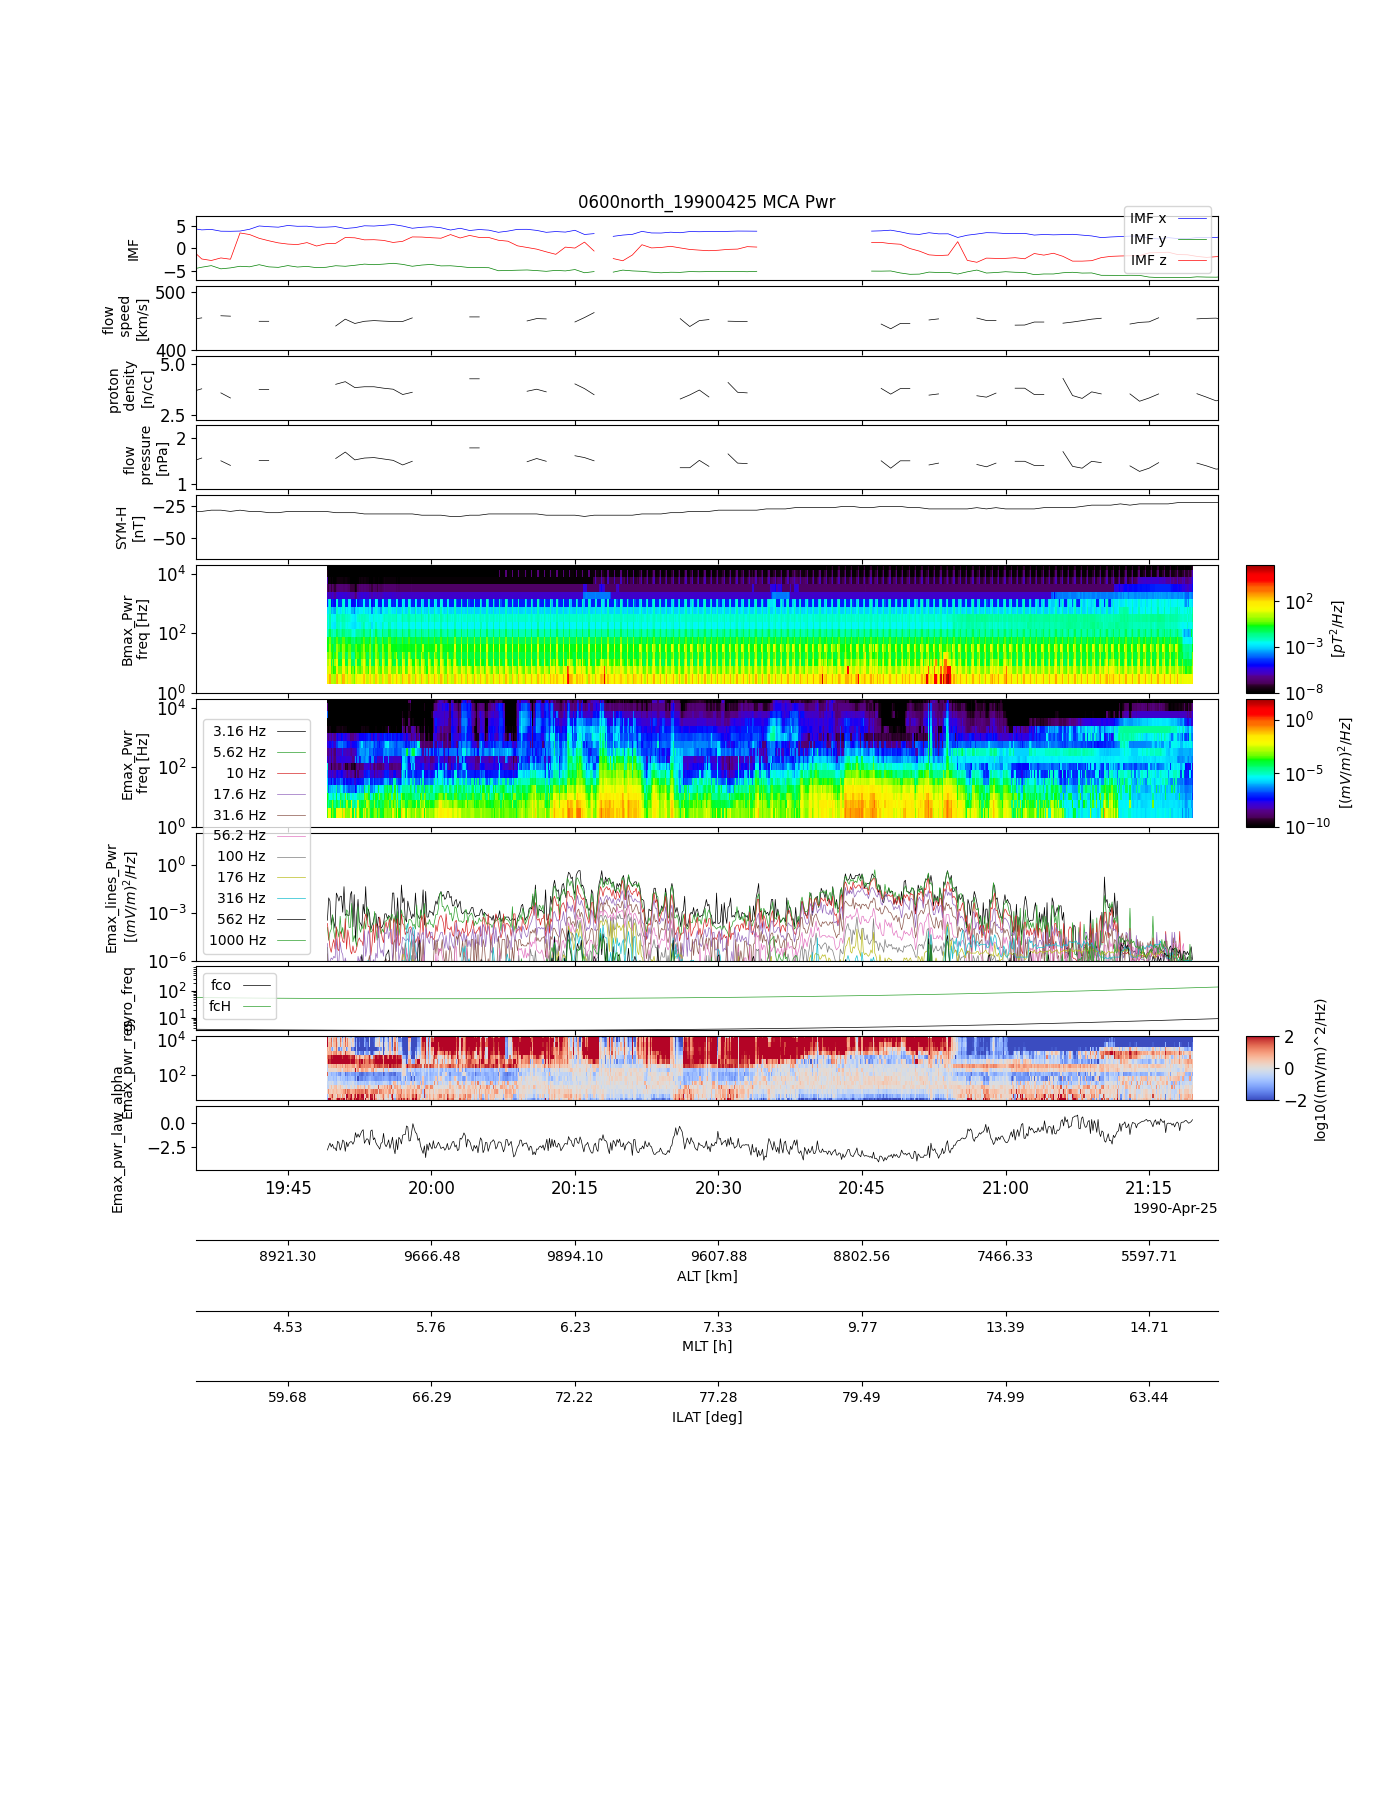 0600north_19900425 MCA Pwr
IMF
5
0
−5
IMF x
IMF y
IMF z
flow
speed
[km/s]
500
400
proton
density
[n/cc]
5.0
2.5
flow
pressure
[nPa]
2
1
SYM-H
[nT]
−25
−50
Bmax_Pwr
freq [Hz]
10^4
10^2
10^0
10^2
10^−3
10^−8
[pT^2/Hz]
Emax_Pwr
freq [Hz]
10^4
10^2
10^0
10^0
10^−5
10^−10
[(mV/m)^2/Hz]
3.16 Hz
5.62 Hz
10 Hz
17.6 Hz
31.6 Hz
56.2 Hz
100 Hz
176 Hz
316 Hz
562 Hz
1000 Hz
Emax_lines_Pwr
[(mV/m)^2/Hz]
10^0
10^−3
10^−6
gyro_freq
10^2
10^1
fco
fcH
Emax_pwr_reg
10^4
10^2
2
0
−2
log10((mV/m)^2/Hz)
Emax_pwr_law_alpha
0.0
−2.5
19:45 20:00 20:15 20:30 20:45 21:00 21:15
1990-Apr-25
8921.30 9666.48 9894.10 9607.88 8802.56 7466.33 5597.71
ALT [km]
4.53 5.76 6.23 7.33 9.77 13.39 14.71
MLT [h]
59.68 66.29 72.22 77.28 79.49 74.99 63.44
ILAT [deg]